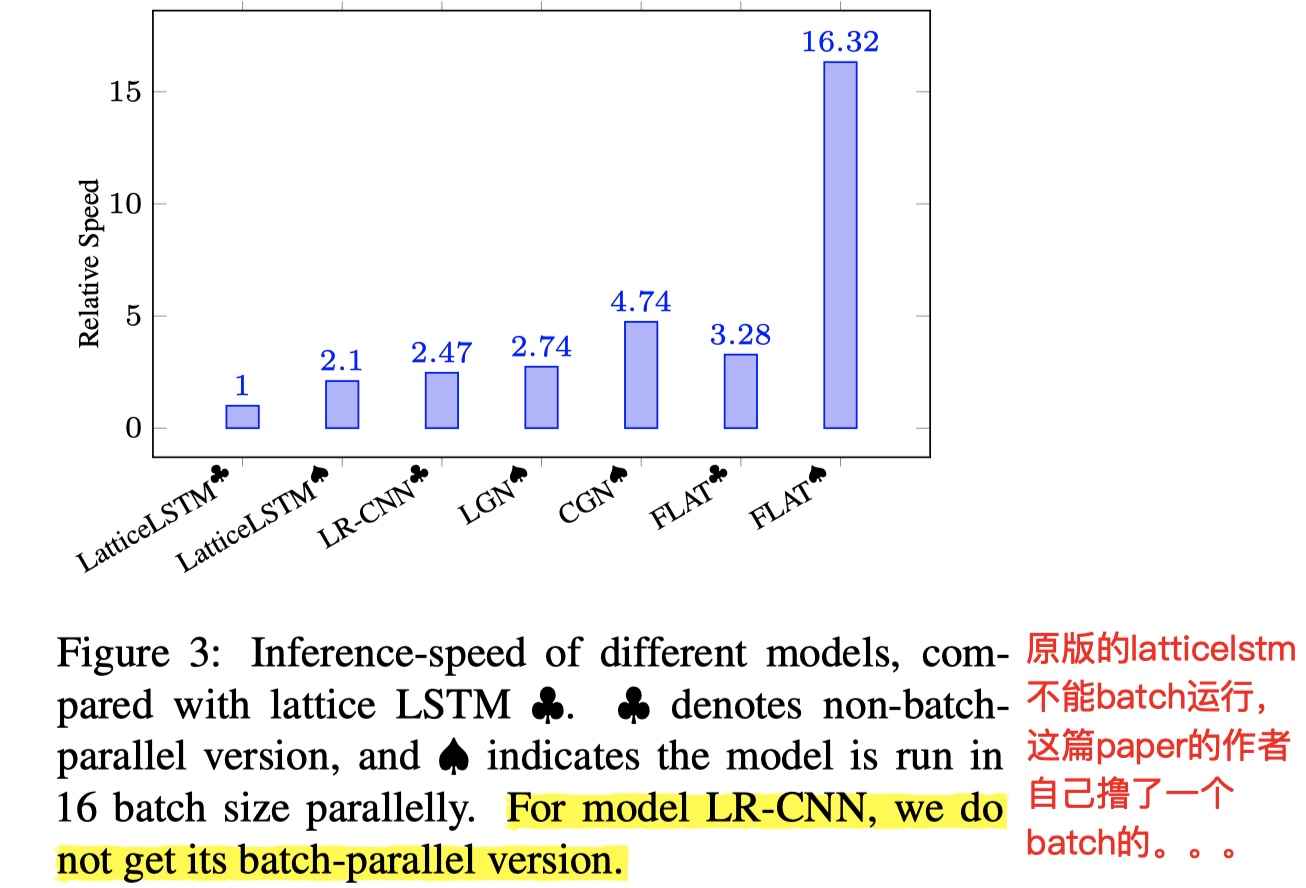 16.32
15
10
5
0
Relative Speed
1
2.1
2.47
2.74
4.74
3.28
LatticeLSTM♣
LatticeLSTM♠
LR-CNN♣
LGN♠
CGN♠
FLAT♣
FLAT♠
Figure 3: Inference-speed of different models, com-
pared with lattice LSTM ♣. ♣ denotes non-batch-
parallel version, and ♠ indicates the model is run in
16 batch size parallelly. For model LR-CNN, we do
not get its batch-parallel version.
原版的latticelstm
不能batch运行，
这篇paper的作者
自己撸了一个
batch的。。。